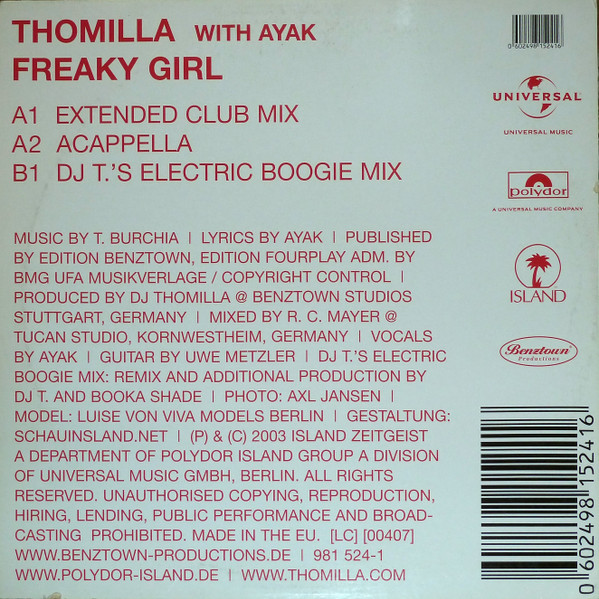 THOMILLA WITH AYAK
FREAKY GIRL
A1 EXTENDED CLUB MIX
A2 ACAPPELLA
B1 DJ T.'S ELECTRIC BOOGIE MIX
MUSIC BY T. BURCHIA | LYRICS BY AYAK | PUBLISHED
BY EDITION BENZTOWN, EDITION FOURPLAY ADM. BY
BMG UFA MUSIKVERLAGE / COPYRIGHT CONTROL |
PRODUCED BY DJ THOMILLA @ BENZTOWN STUDIOS
STUTTGART, GERMANY | MIXED BY R. C. MAYER @
TUCAN STUDIO, KORNWESTHEIM, GERMANY | VOCALS
BY AYAK | GUITAR BY UWE METZLER | DJ T.'S ELECTRIC
BOOGIE MIX: REMIX AND ADDITIONAL PRODUCTION BY
DJ T. AND BOOKA SHADE | PHOTO: AXL JANSEN |
MODEL: LUISE VON VIVA MODELS BERLIN | GESTALTUNG:
SCHAUINSLAND.NET | (P) & (C) 2003 ISLAND ZEITGEIST
A DEPARTMENT OF POLYDOR ISLAND GROUP A DIVISION
OF UNIVERSAL MUSIC GMBH, BERLIN. ALL RIGHTS
RESERVED. UNAUTHORISED COPYING, REPRODUCTION,
HIRING, LENDING, PUBLIC PERFORMANCE AND BROAD-
CASTING PROHIBITED. MADE IN THE EU. [LC] [00407]
WWW.BENZTOWN-PRODUCTIONS.DE | 981 524-1
WWW.POLYDOR-ISLAND.DE | WWW.THOMILLA.COM
0 602498 152416
UNIVERSAL
UNIVERSAL MUSIC
polydor
A UNIVERSAL MUSIC COMPANY
ISLAND
Benztown
Productions
0 602498 152416